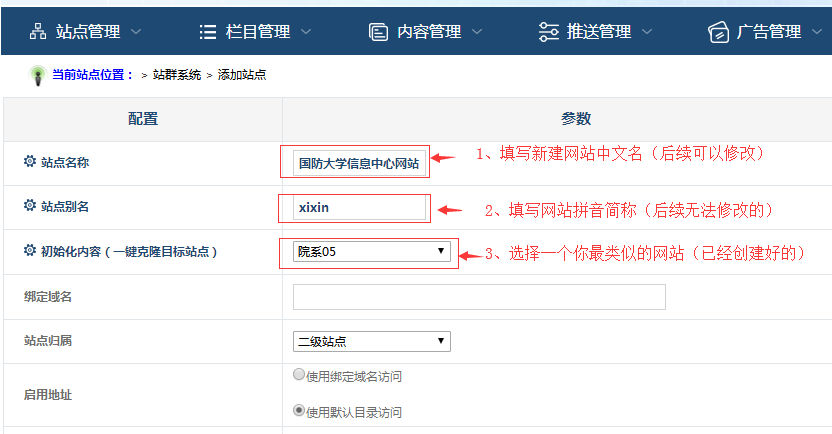 站点管理 栏目管理 内容管理 推送管理 广告管理
当前站点位置： > 站群系统 > 添加站点
配置 参数
站点名称 国防大学信息中心网站 1、填写新建网站中文名（后续可以修改）
站点别名 xixin 2、填写网站拼音简称（后续无法修改的）
初始化内容（一键克隆目标站点） 院系05 3、选择一个你最类似的网站（已经创建好的）
绑定域名
站点归属 二级站点
启用地址 使用绑定域名访问
使用默认目录访问